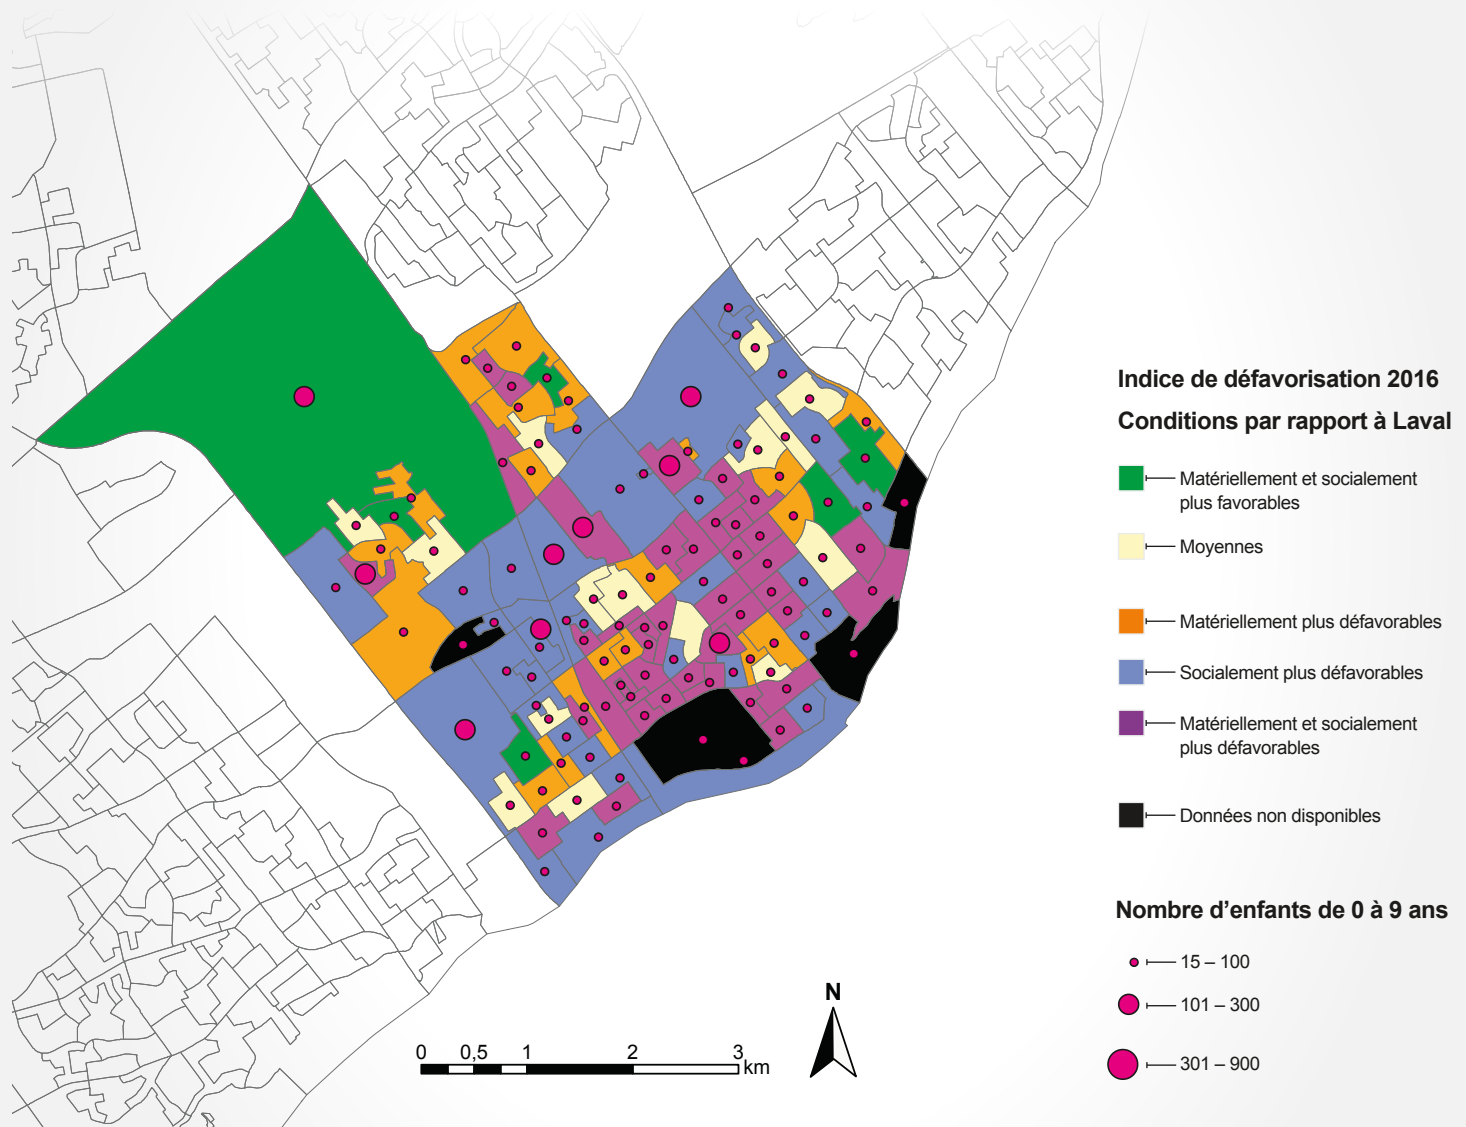 Indice de défavorisation 2016
Conditions par rapport à Laval
Matériellement et socialement
plus favorables
Moyennes
Matériellement plus défavorables
Socialement plus défavorables
Matériellement et socialement
plus défavorables
Données non disponibles
Nombre d’enfants de 0 à 9 ans
15 – 100
101 – 300
301 – 900
N
0 0,5 1 2 3
km